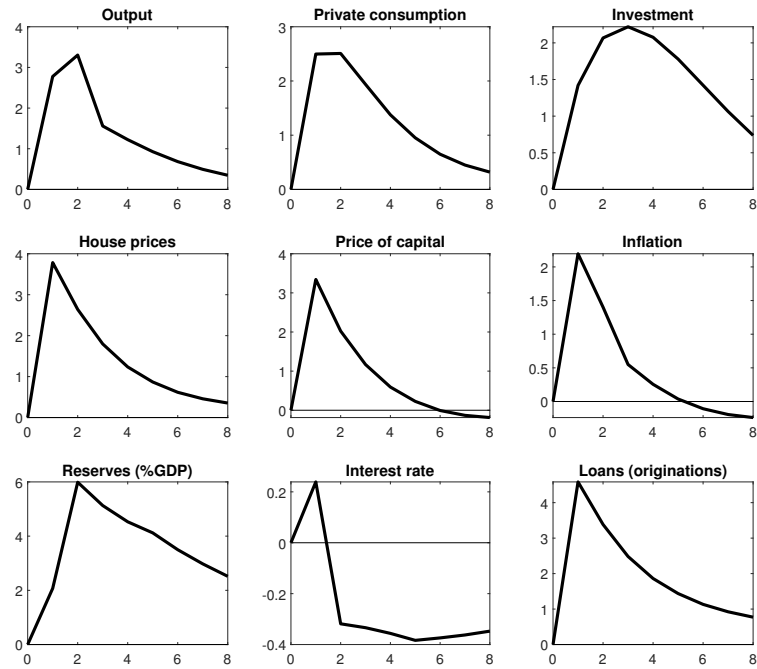 Output
4
3
2
1
0
0 2 4 6 8
Private consumption
3
2
1
0
0 2 4 6 8
Investment
2
1.5
1
0.5
0
0 2 4 6 8
House prices
4
3
2
1
0
0 2 4 6 8
Price of capital
4
3
2
1
0
0 2 4 6 8
Inflation
2
1.5
1
0.5
0
0 2 4 6 8
Reserves (%GDP)
6
4
2
0
0 2 4 6 8
Interest rate
0.2
0
-0.2
-0.4
0 2 4 6 8
Loans (originations)
4
3
2
1
0
0 2 4 6 8